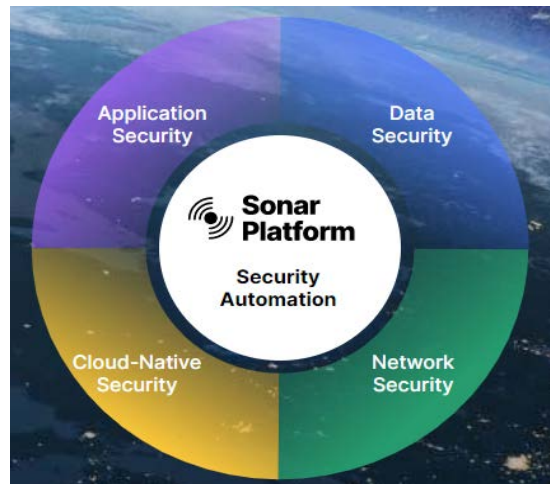 Application
Security
Data
Security
Sonar
Platform
Security
Automation
Cloud-Native
Security
Network
Security